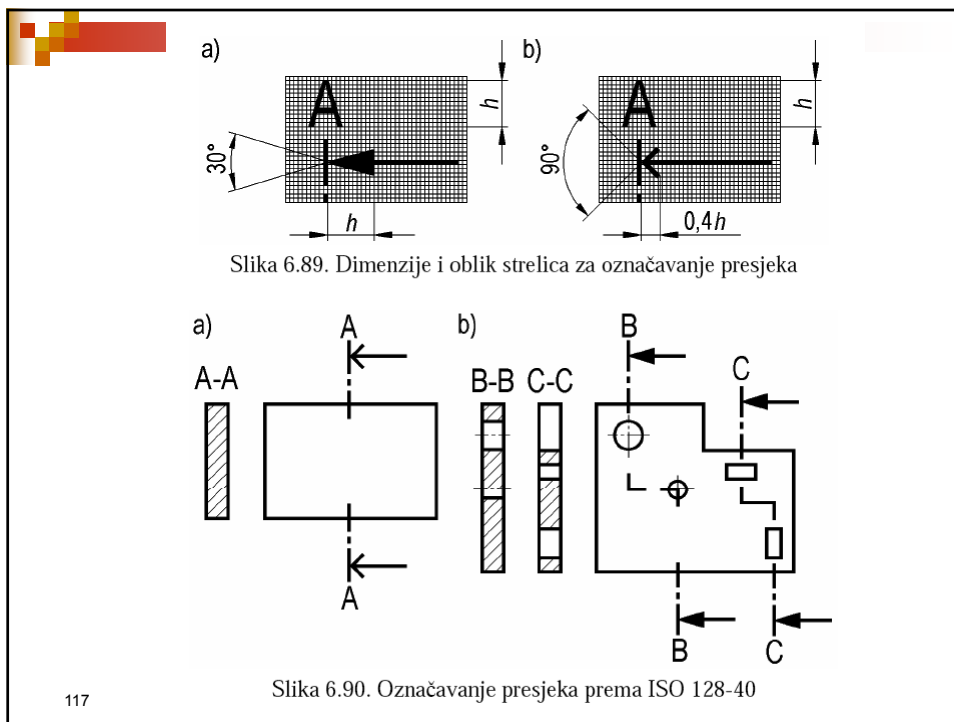 a)
b)
A
A
h
h
30°
90°
h
0,4h
Slika 6.89. Dimenzije i oblik strelica za označavanje presjeka
a)
b)
A
B
A-A
B-B C-C
C
A
B
C
Slika 6.90. Označavanje presjeka prema ISO 128-40
117